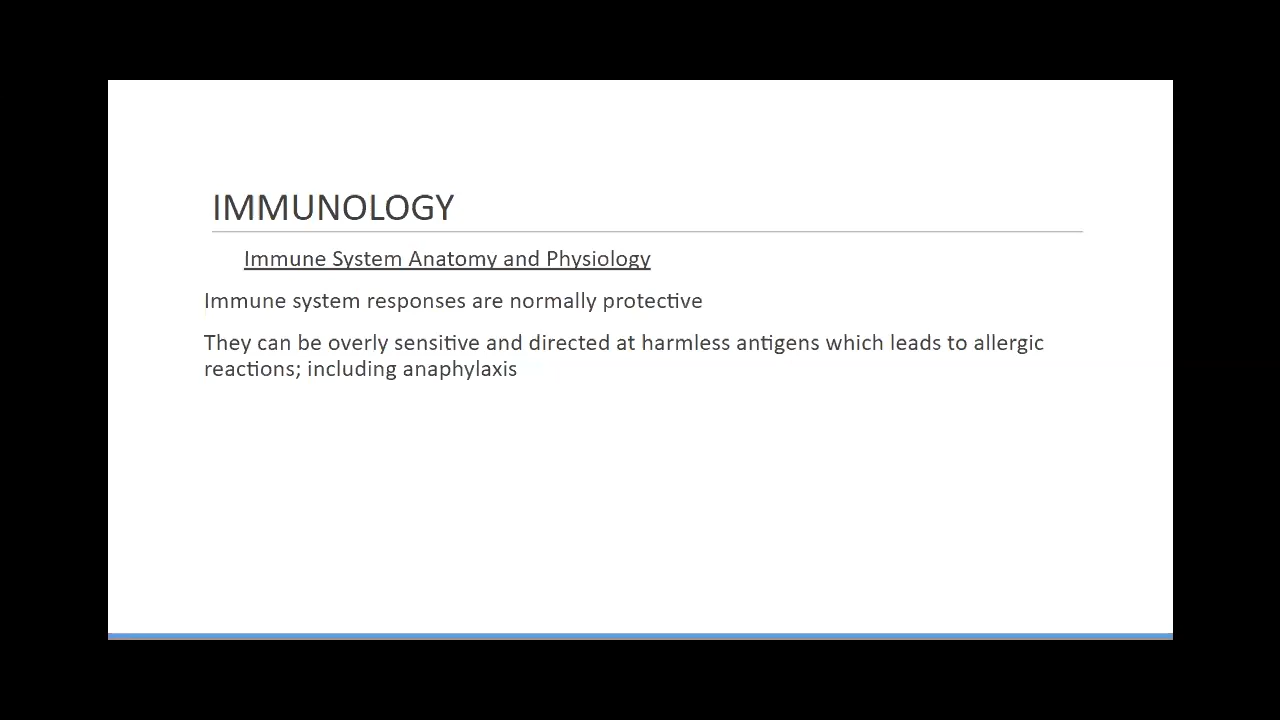 IMMUNOLOGY
Immune System Anatomy and Physiology
Immune system responses are normally protective
They can be overly sensitive and directed at harmless antigens which leads to allergic
reactions; including anaphylaxis